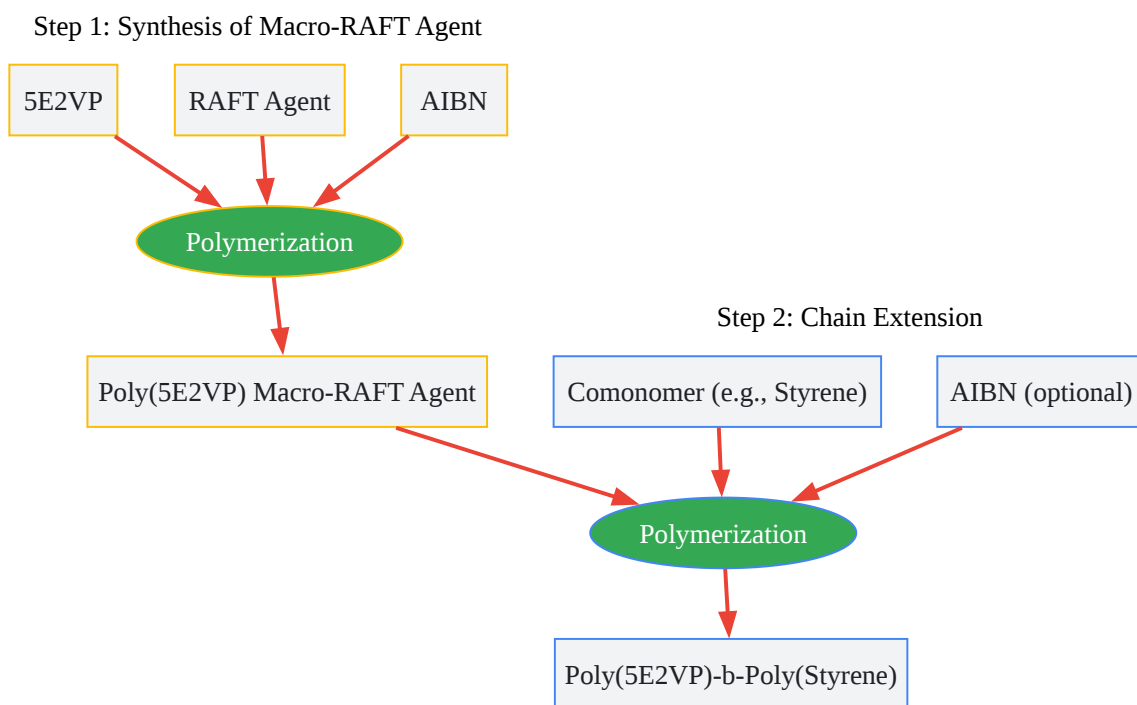 Step 1: Synthesis of Macro-RAFT Agent
5E2VP
RAFT Agent
AIBN
Polymerization
Poly(5E2VP) Macro-RAFT Agent
Step 2: Chain Extension
Comonomer (e.g., Styrene)
AIBN (optional)
Polymerization
Poly(5E2VP)-b-Poly(Styrene)